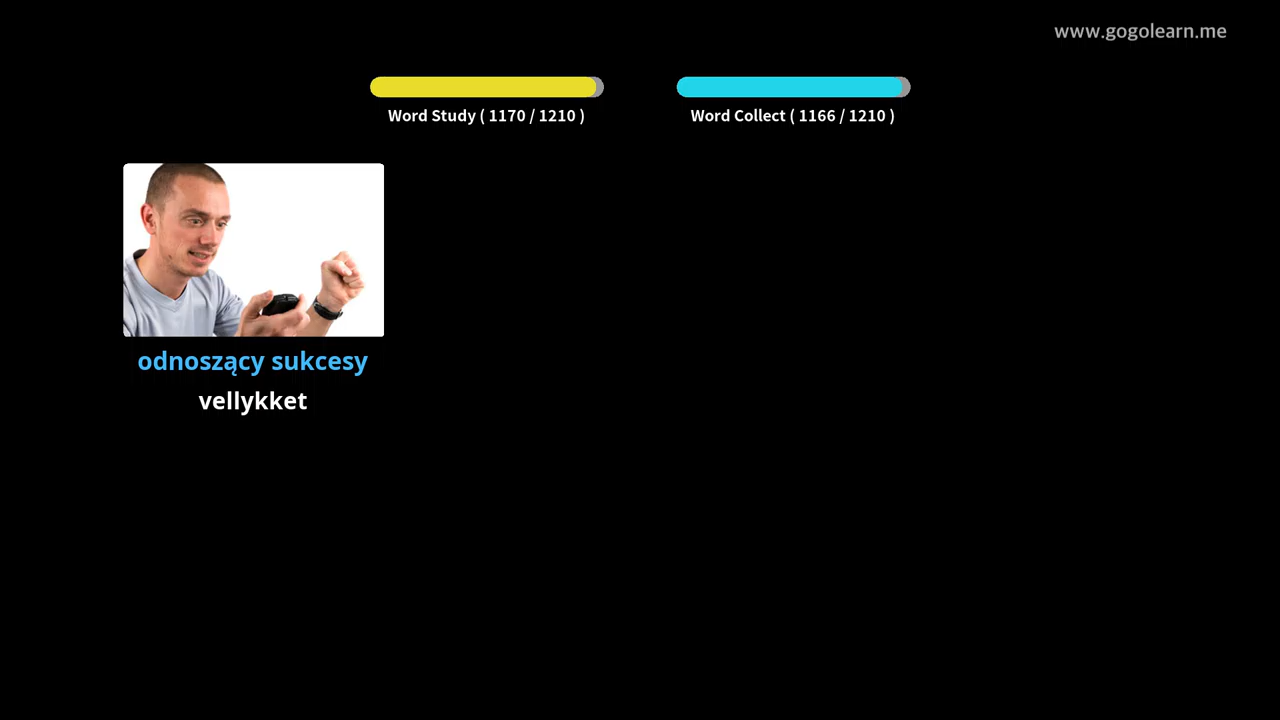 www.gogolearn.me
Word Study ( 1170 / 1210 )
Word Collect ( 1166 / 1210 )
odnoszący sukcesy
vellykket